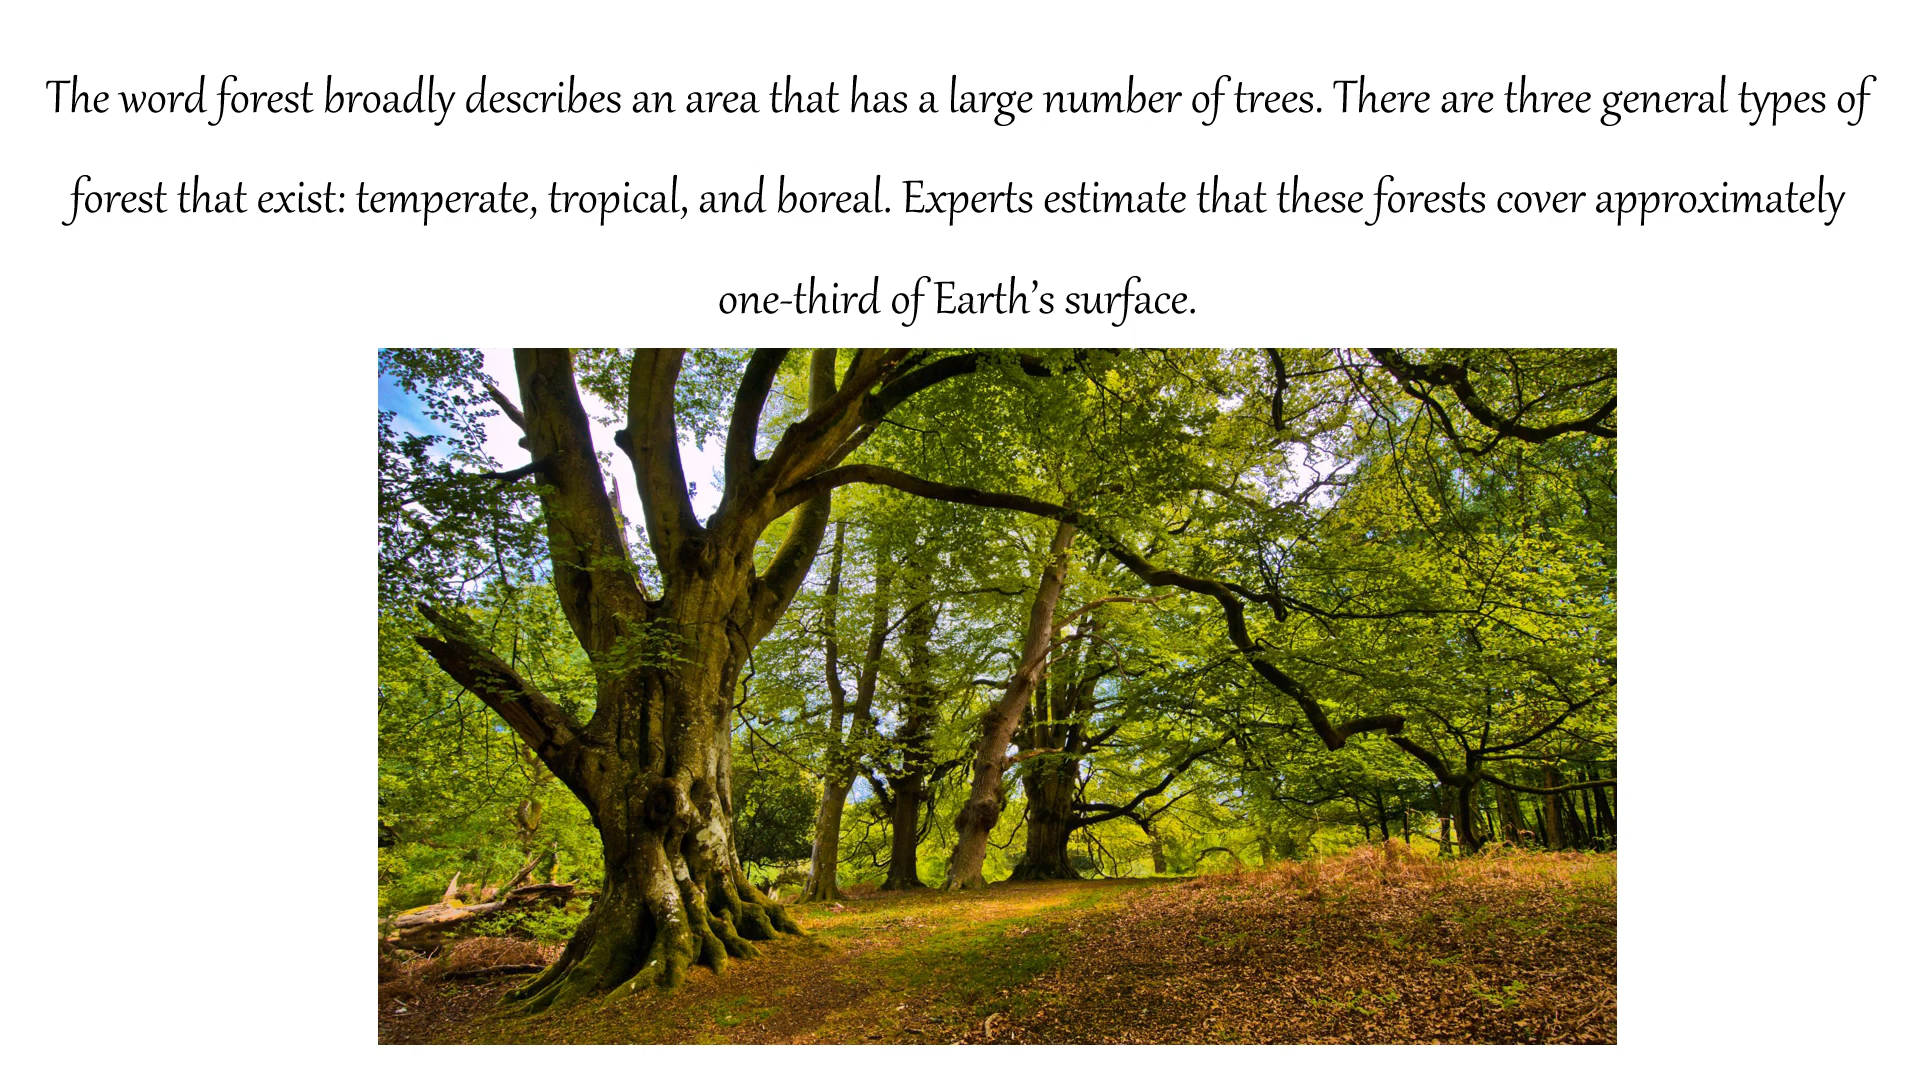 The word forest broadly describes an area that has a large number of trees. There are three general types of
forest that exist: temperate, tropical, and boreal. Experts estimate that these forests cover approximately
one-third of Earth’s surface.